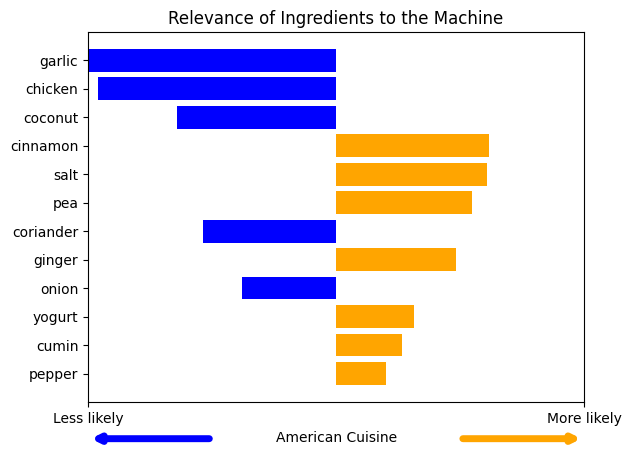 Relevance of Ingredients to the Machine
garlic
chicken
coconut
cinnamon
salt
pea
coriander
ginger
onion
yogurt
cumin
pepper
Less likely
More likely
American Cuisine